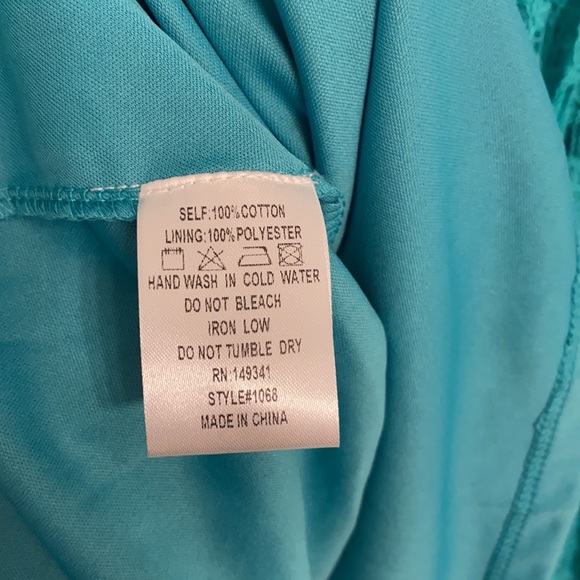 SELF:100%COTTON
LINING:100%POLYESTER
HAND WASH IN COLD WATER
DO NOT BLEACH
IRON LOW
DO NOT TUMBLE DRY
RN:149341
STYLE#1068
MADE IN CHINA